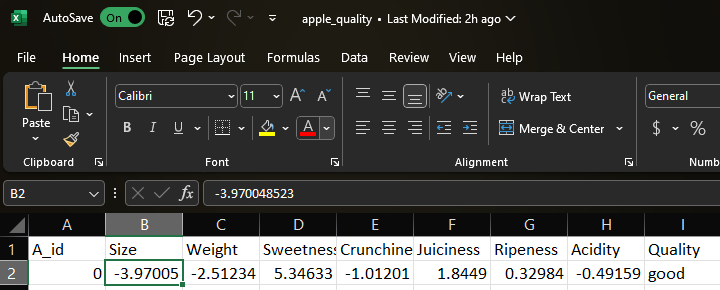 AutoSave On apple_quality • Last Modified: 2h ago
File Home Insert Page Layout Formulas Data Review View Help
Paste Calibri 11 A A ab Wrap Text General
B I U A Merge & Center $ %
Clipboard Font Alignment Numb
B2 fx -3.970048523
A B C D E F G H I
1 A_id Size Weight Sweetness Crunchine Juiciness Ripeness Acidity Quality
2 0 -3.97005 -2.51234 5.34633 -1.01201 1.8449 0.32984 -0.49159 good